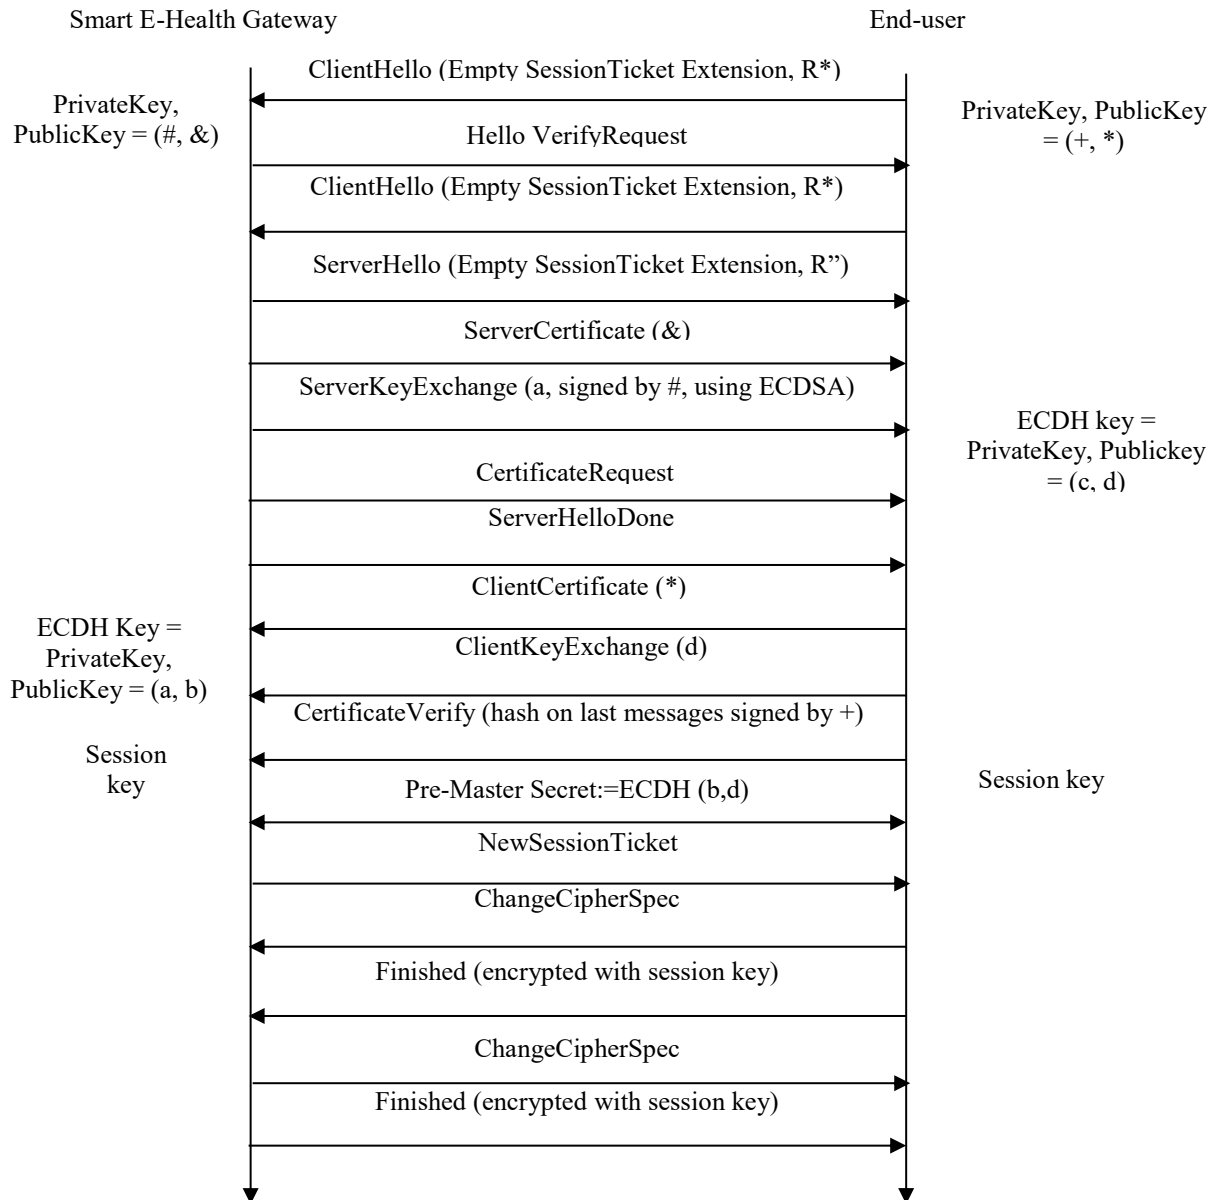 Smart E-Health Gateway
End-user
ClientHello (Empty SessionTicket Extension, R*)
PrivateKey,
PublicKey = (#, &)
PrivateKey, PublicKey
= (+, *)
Hello VerifyRequest
ClientHello (Empty SessionTicket Extension, R*)
ServerHello (Empty SessionTicket Extension, R”)
ServerCertificate (&)
ServerKeyExchange (a, signed by #, using ECDSA)
ECDH key =
PrivateKey, Publickey
= (c, d)
CertificateRequest
ServerHelloDone
ClientCertificate (*)
ECDH Key =
PrivateKey,
PublicKey = (a, b)
ClientKeyExchange (d)
CertificateVerify (hash on last messages signed by +)
Session
key
Session key
Pre-Master Secret:=ECDH (b,d)
NewSessionTicket
ChangeCipherSpec
Finished (encrypted with session key)
ChangeCipherSpec
Finished (encrypted with session key)